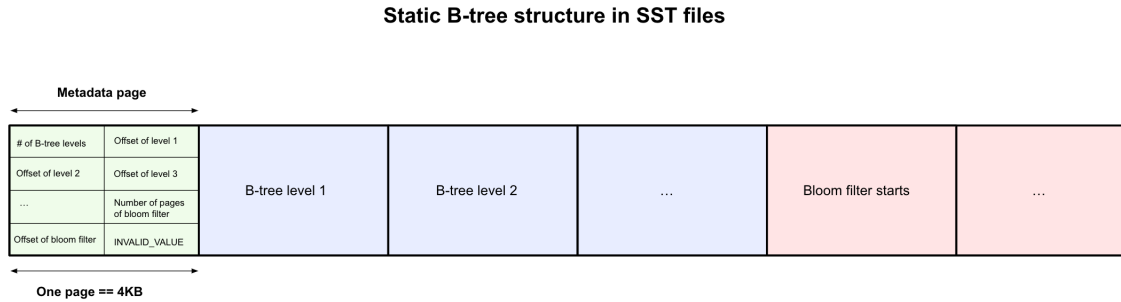 Static B-tree structure in SST files
Metadata page
# of B-tree levels
Offset of level 1
Offset of level 2
Offset of level 3
…
Number of pages
of bloom filter
Offset of bloom filter
INVALID_VALUE
B-tree level 1
B-tree level 2
…
Bloom filter starts
…
One page == 4KB